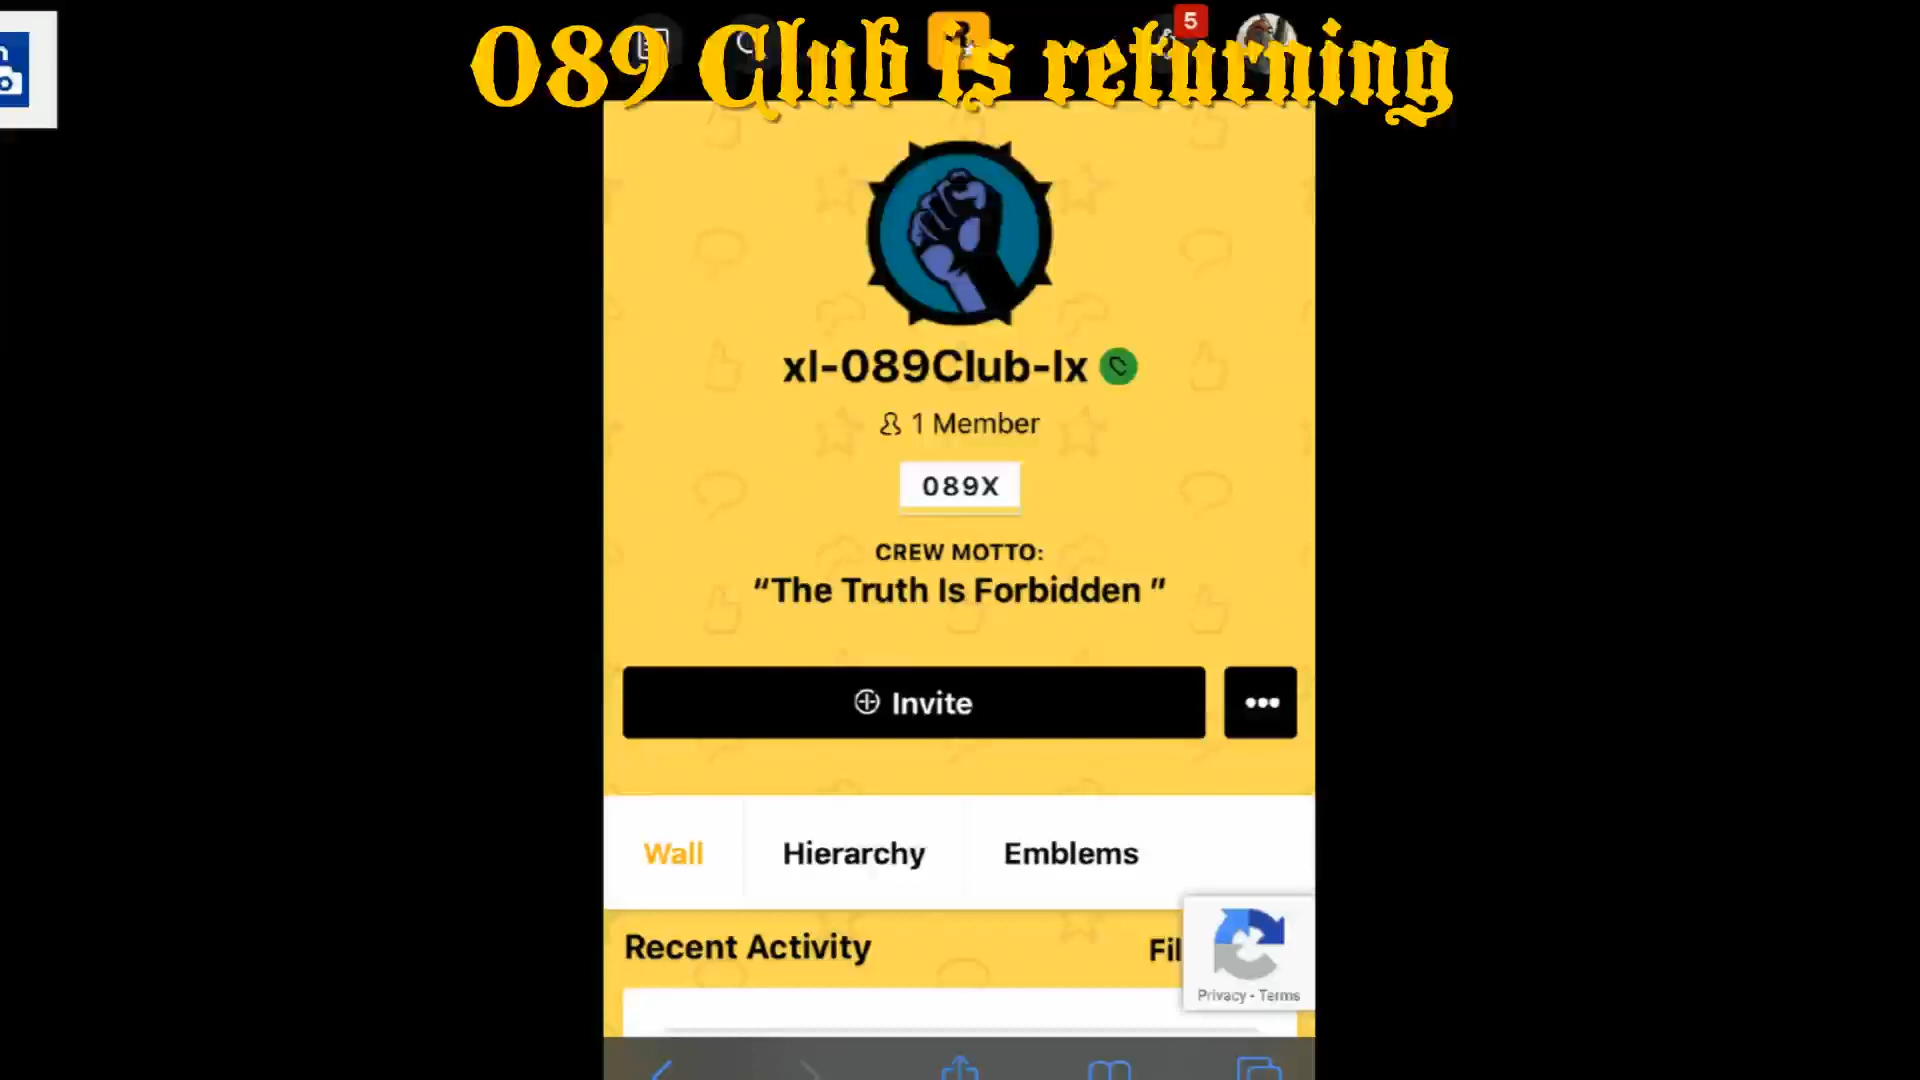 089 Club is returning
5
xl-089Club-lx
1 Member
089X
CREW MOTTO:
“The Truth Is Forbidden ”
Invite
Wall
Hierarchy
Emblems
Recent Activity
Fil
Privacy - Terms